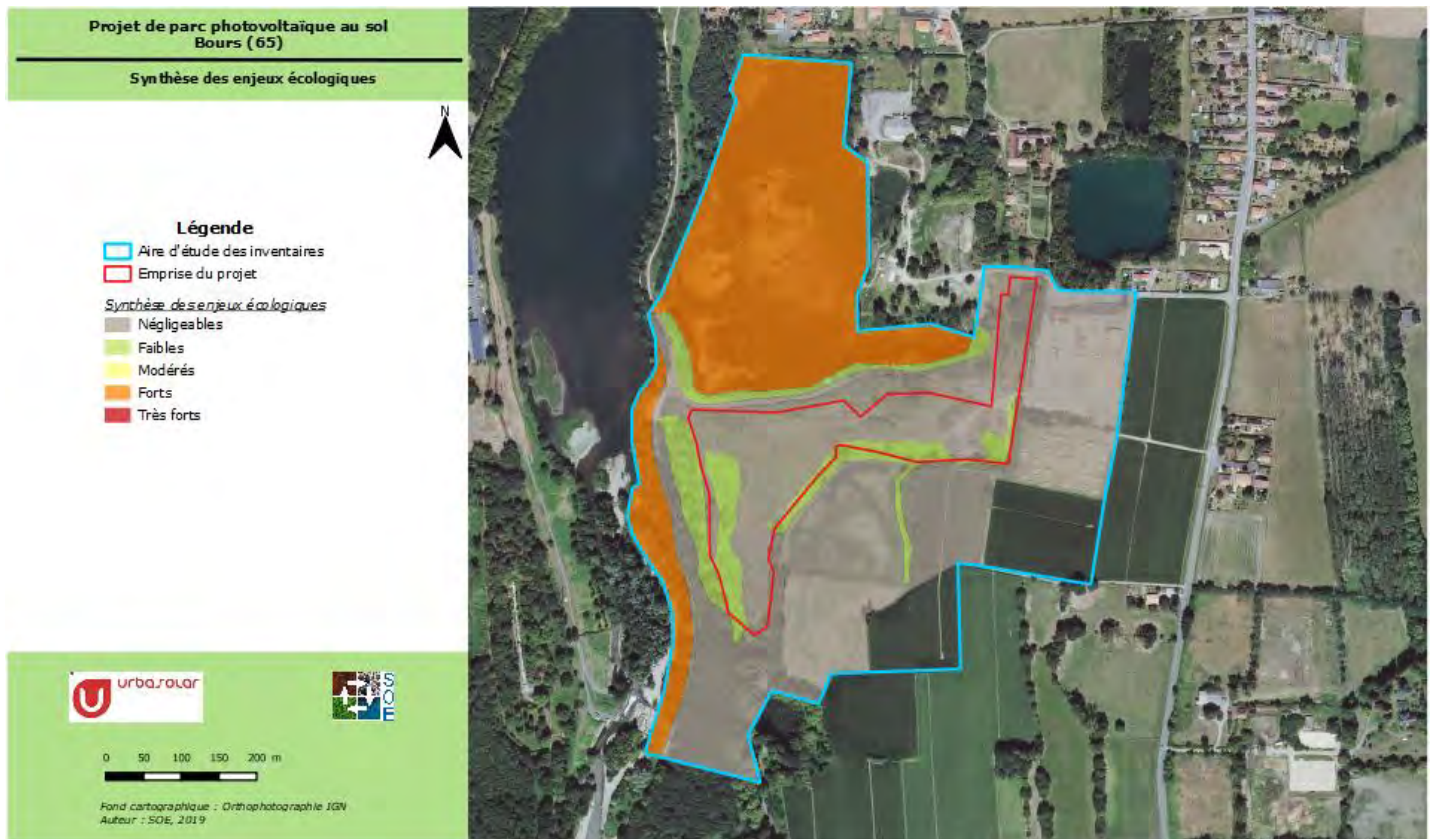 Projet de parc photovoltaïque au sol
Bours (65)
Synthèse des enjeux écologiques
N
Légende
Aire d'étude des inventaires
Emprise du projet
Synthèse des enjeux écologiques
Négligeables
Faibles
Modérés
Forts
Très forts
urbasolar
SOE
0 50 100 150 200 m
Fond cartographique : Orthophotographie IGN
Auteur : SOE, 2019